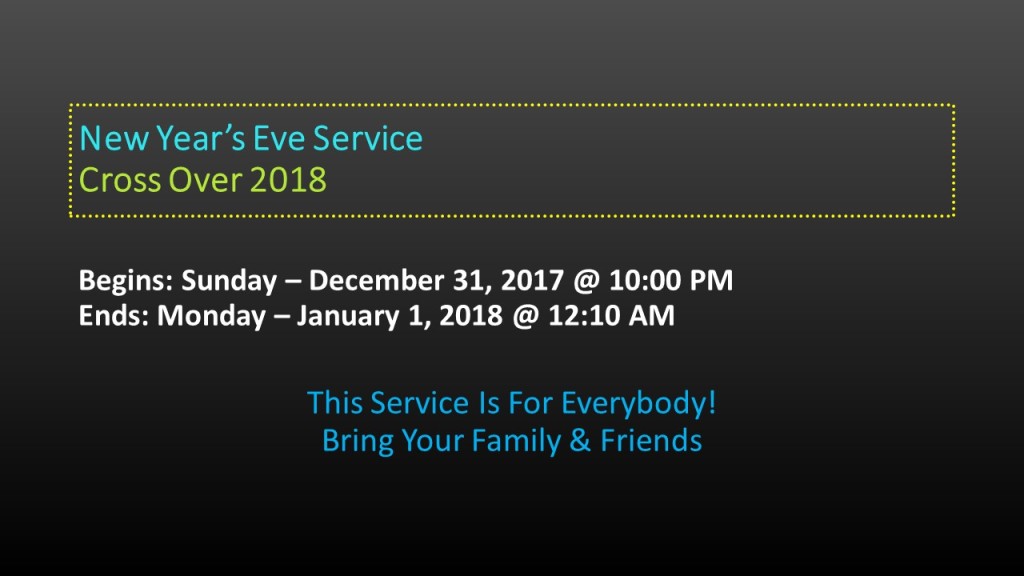 New Year’s Eve Service
Cross Over 2018
Begins: Sunday – December 31, 2017 @ 10:00 PM
Ends: Monday – January 1, 2018 @ 12:10 AM
This Service Is For Everybody!
Bring Your Family & Friends